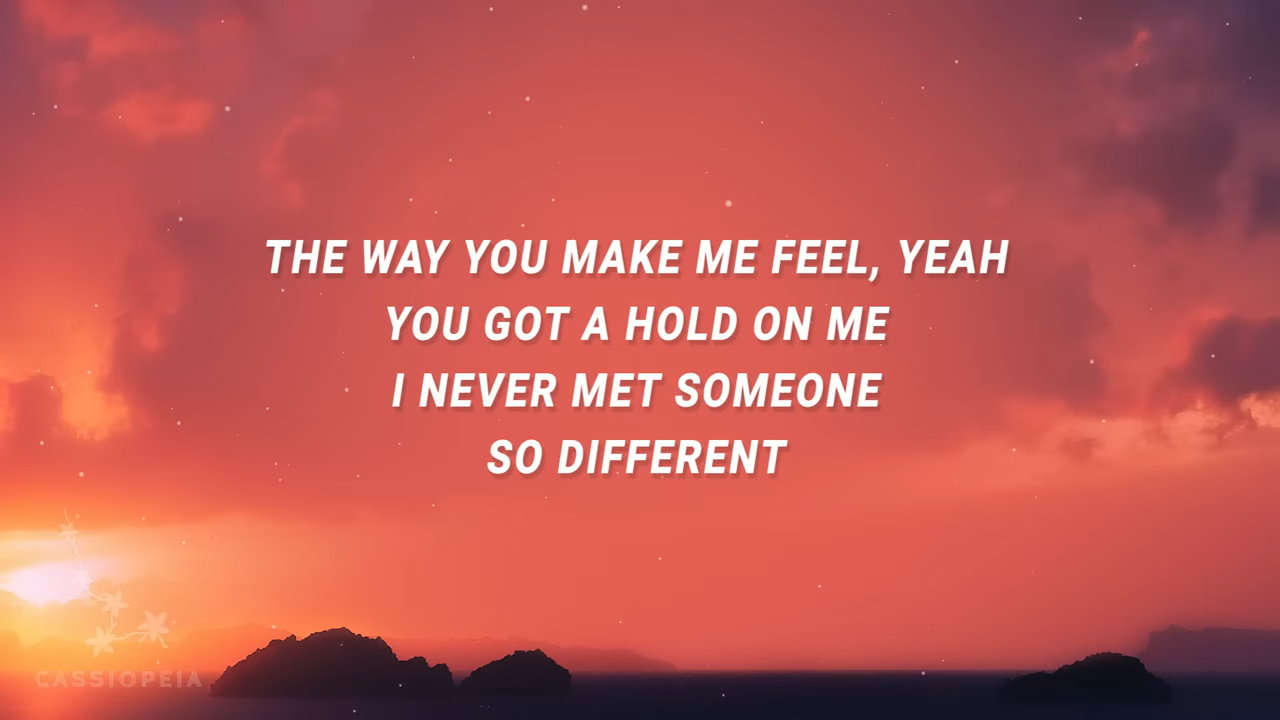 THE WAY YOU MAKE ME FEEL, YEAH
YOU GOT A HOLD ON ME
I NEVER MET SOMEONE
SO DIFFERENT
CASSIOPEIA